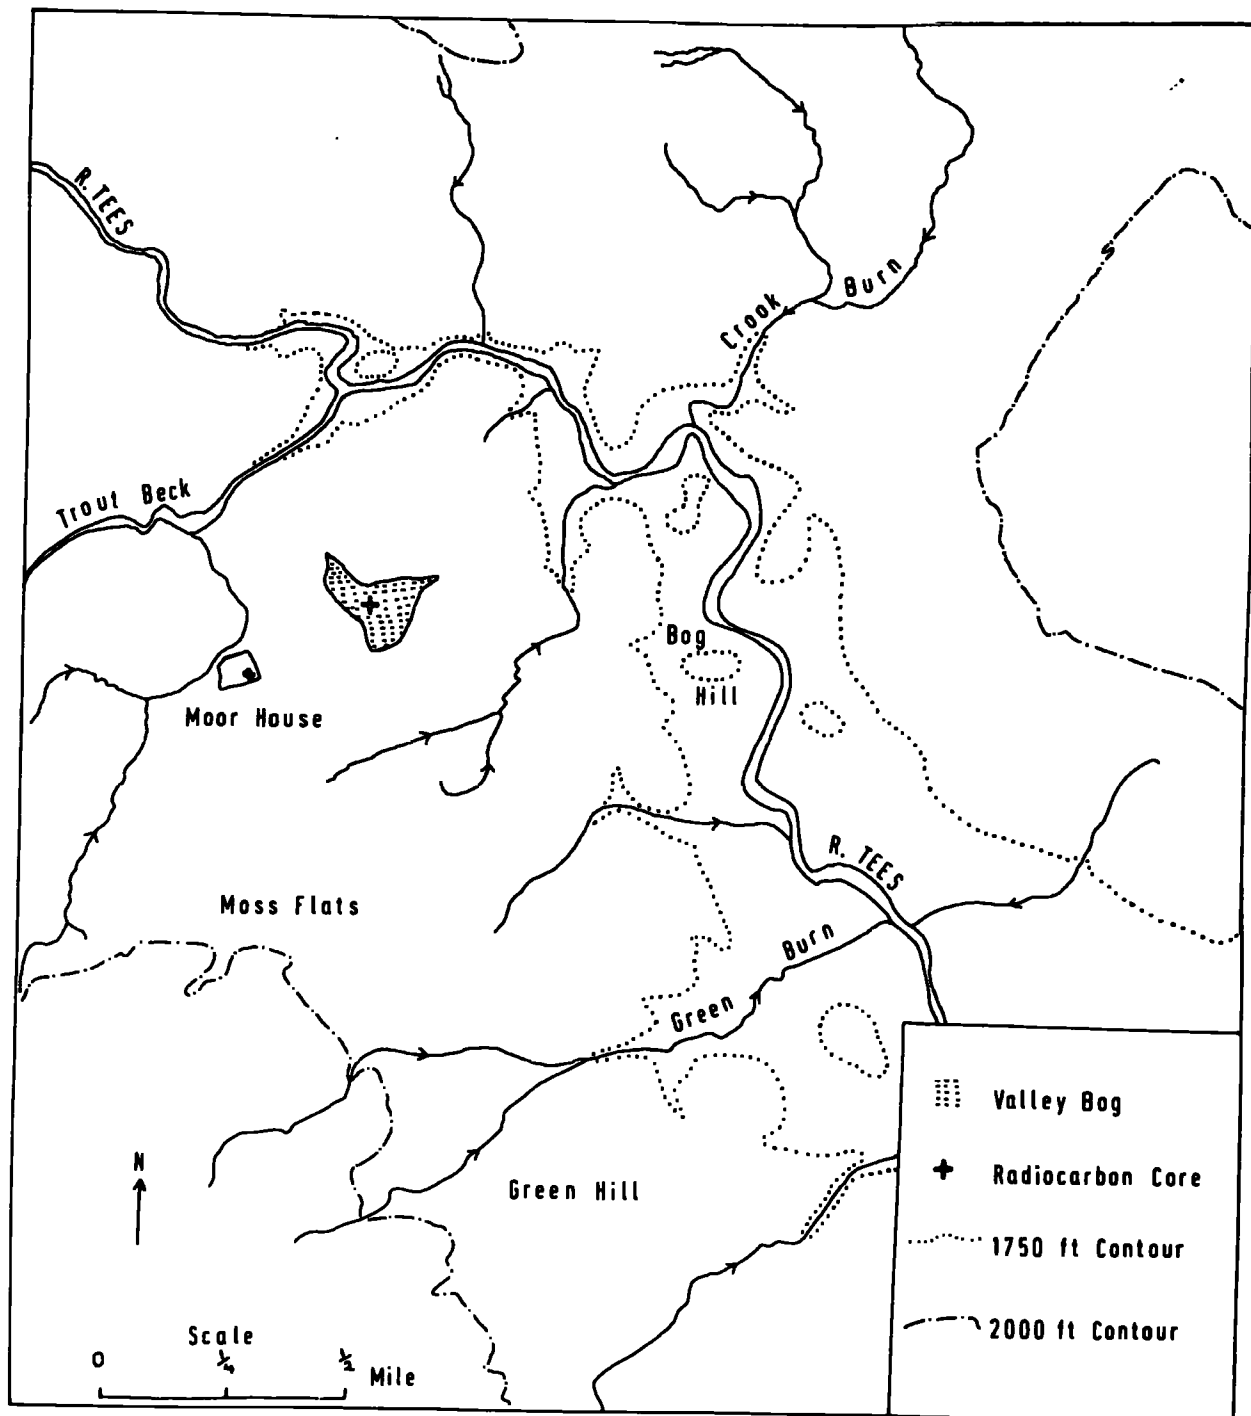 R. TEES
Crook Burn
Trout Beck
Bog
Hill
Moor House
R. TEES
Moss Flats
Green Burn
N
Green Hill
Valley Bog
Radiocarbon Core
1750 ft Contour
2000 ft Contour
Scale
0 ¼ ½
Mile